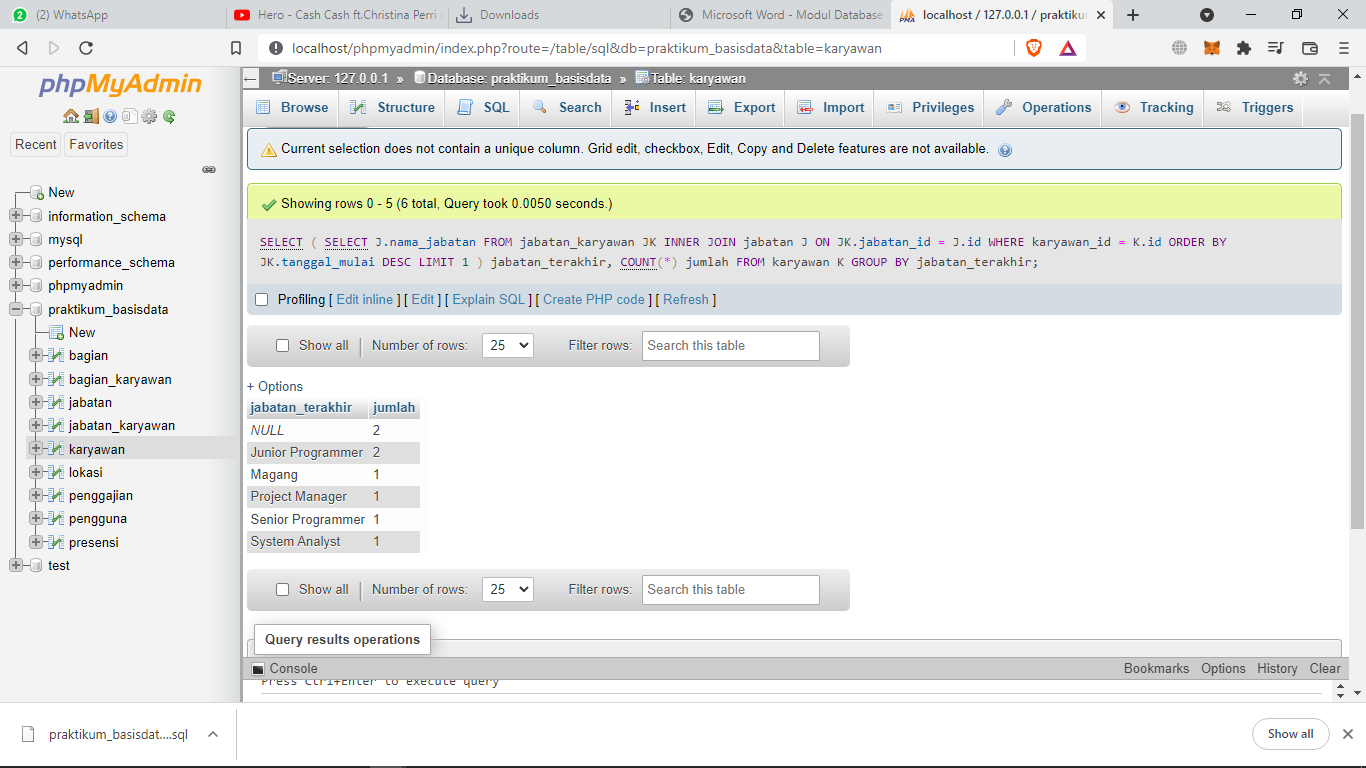 (2) WhatsApp
Hero - Cash Cash ft.Christina Perri (
Downloads
Microsoft Word - Modul Database
localhost / 127.0.0.1 / praktiku
localhost/phpmyadmin/index.php?route=/table/sql&db=praktikum_basisdata&table=karyawan
phpMyAdmin
Recent Favorites
New
information_schema
mysql
performance_schema
phpmyadmin
praktikum_basisdata
New
bagian
bagian_karyawan
jabatan
jabatan_karyawan
karyawan
lokasi
penggajian
pengguna
presensi
test
Server: 127.0.0.1 » Database: praktikum_basisdata » Table: karyawan
Browse Structure SQL Search Insert Export Import Privileges Operations Tracking Triggers
Current selection does not contain a unique column. Grid edit, checkbox, Edit, Copy and Delete features are not available.
Showing rows 0 - 5 (6 total, Query took 0.0050 seconds.)
SELECT ( SELECT J.nama_jabatan FROM jabatan_karyawan JK INNER JOIN jabatan J ON JK.jabatan_id = J.id WHERE karyawan_id = K.id ORDER BY
JK.tanggal_mulai DESC LIMIT 1 ) jabatan_terakhir, COUNT(*) jumlah FROM karyawan K GROUP BY jabatan_terakhir;
Profiling [ Edit inline ] [ Edit ] [ Explain SQL ] [ Create PHP code ] [ Refresh ]
Show all | Number of rows: 25 Filter rows: Search this table
+ Options
jabatan_terakhir jumlah
NULL 2
Junior Programmer 2
Magang 1
Project Manager 1
Senior Programmer 1
System Analyst 1
Show all | Number of rows: 25 Filter rows: Search this table
Query results operations
Console Bookmarks Options History Clear
Press Ctrl+Enter to execute query
praktikum_basisdat....sql
Show all